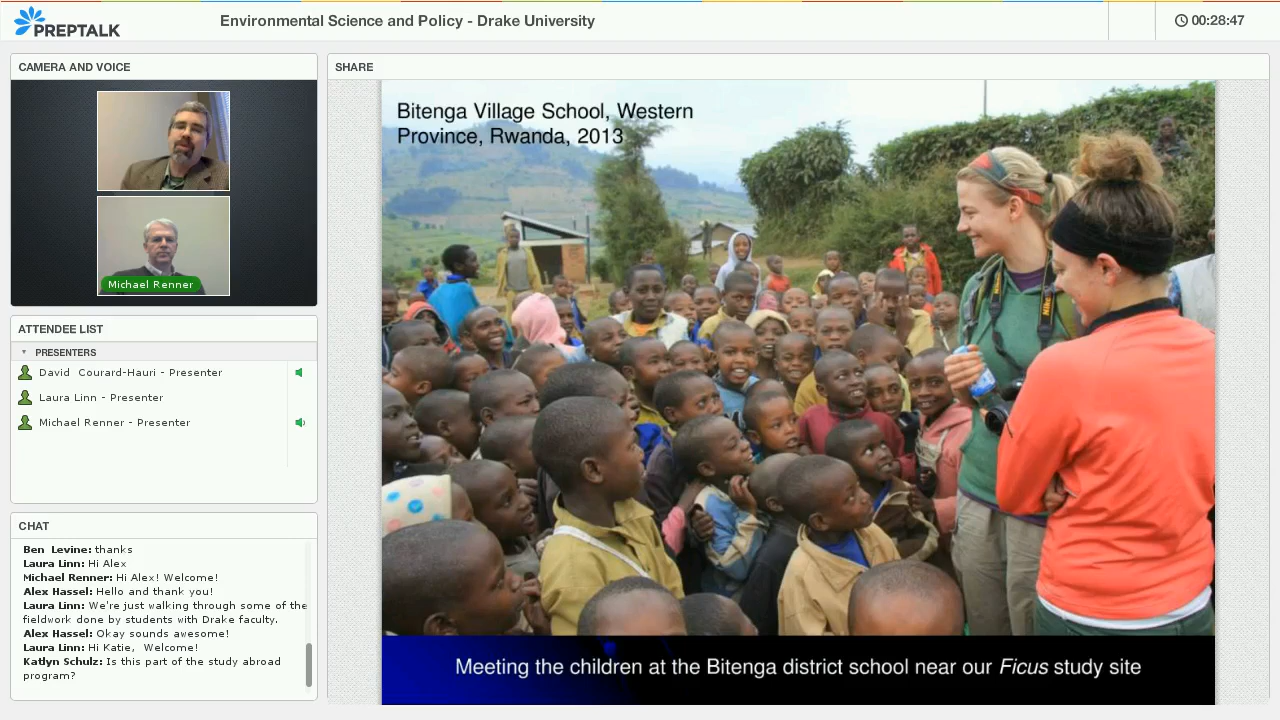 PREPTALK
Environmental Science and Policy - Drake University
00:28:47
CAMERA AND VOICE
Michael Renner
ATTENDEE LIST
PRESENTERS
David Courard-Hauri - Presenter
Laura Linn - Presenter
Michael Renner - Presenter
CHAT
Ben Levine: thanks
Laura Linn: Hi Alex
Michael Renner: Hi Alex! Welcome!
Alex Hassel: Hello and thank you!
Laura Linn: We're just walking through some of the
fieldwork done by students with Drake faculty.
Alex Hassel: Okay sounds awesome!
Laura Linn: Hi Katie, Welcome!
Katlyn Schulz: Is this part of the study abroad
program?
SHARE
Bitenga Village School, Western
Province, Rwanda, 2013
Nikon
Meeting the children at the Bitenga district school near our Ficus study site